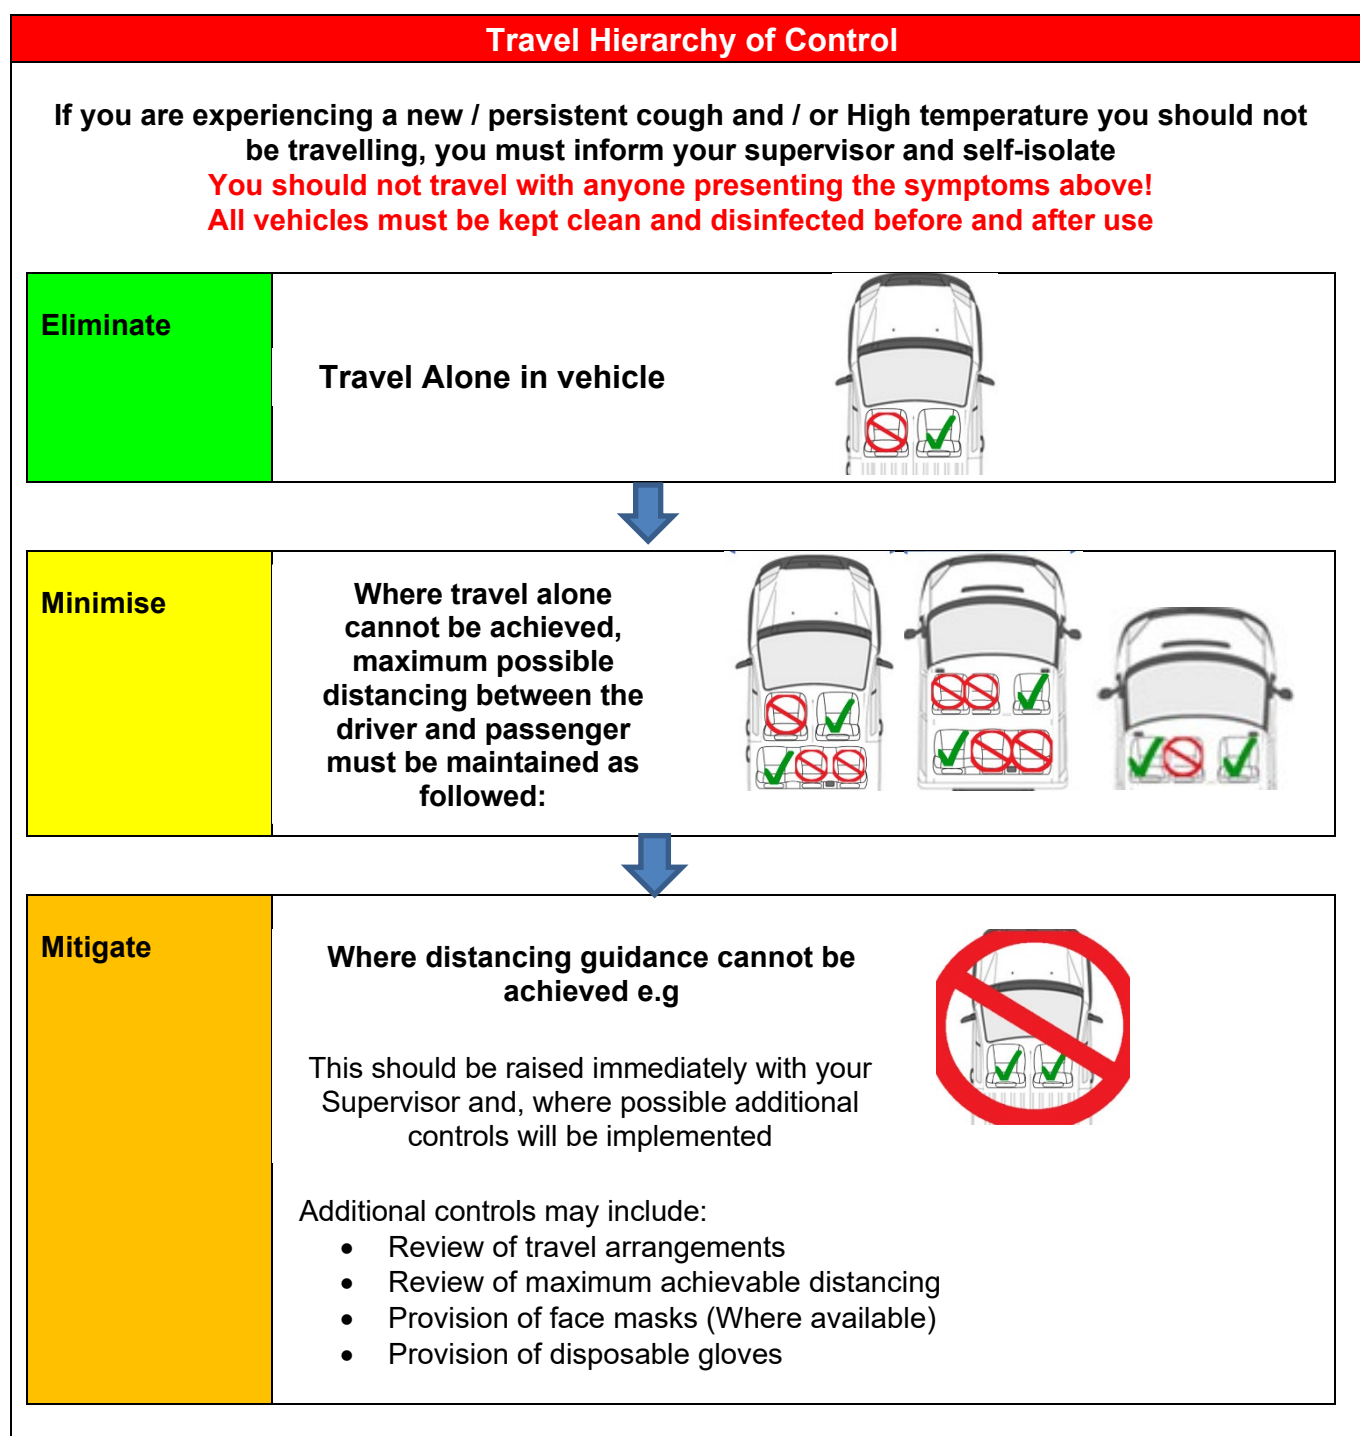 Travel Hierarchy of Control
If you are experiencing a new / persistent cough and / or High temperature you should not
be travelling, you must inform your supervisor and self-isolate
You should not travel with anyone presenting the symptoms above!
All vehicles must be kept clean and disinfected before and after use
Eliminate
Travel Alone in vehicle
Minimise
Where travel alone
cannot be achieved,
maximum possible
distancing between the
driver and passenger
must be maintained as
followed:
Mitigate
Where distancing guidance cannot be
achieved e.g
This should be raised immediately with your
Supervisor and, where possible additional
controls will be implemented
Additional controls may include:
• Review of travel arrangements
• Review of maximum achievable distancing
• Provision of face masks (Where available)
• Provision of disposable gloves